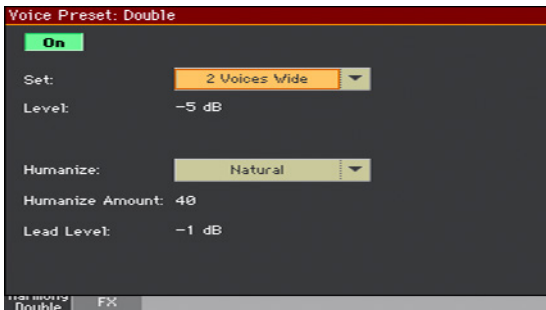 Voice Preset: Double
On
Set: 2 Voices Wide
Level: -5 dB
Humanize: Natural
Humanize Amount: 40
Lead Level: -1 dB
Harmony
Double
FX